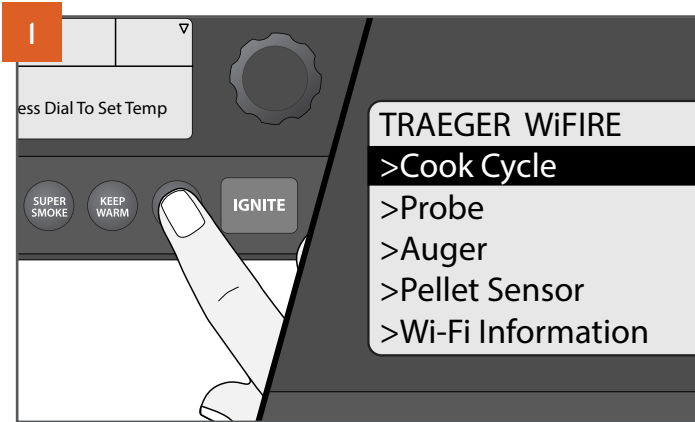 1
ess Dial To Set Temp
SUPER
SMOKE
KEEP
WARM
IGNITE
TRAEGER WiFIRE
>Cook Cycle
>Probe
>Auger
>Pellet Sensor
>Wi-Fi Information